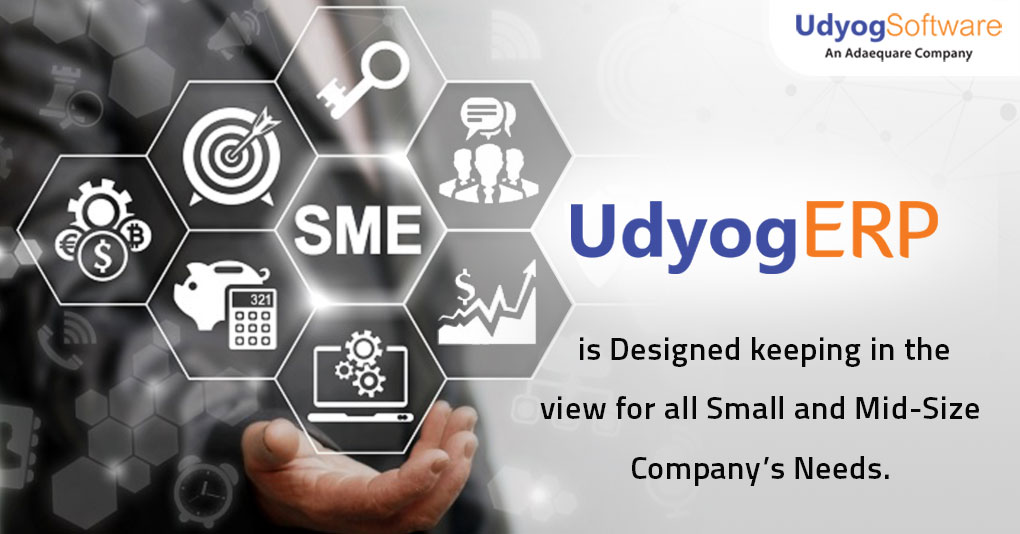 UdyogSoftware
An Adaequare Company
SME
321
UdyogERP
is Designed keeping in the
view for all Small and Mid-Size
Company's Needs.